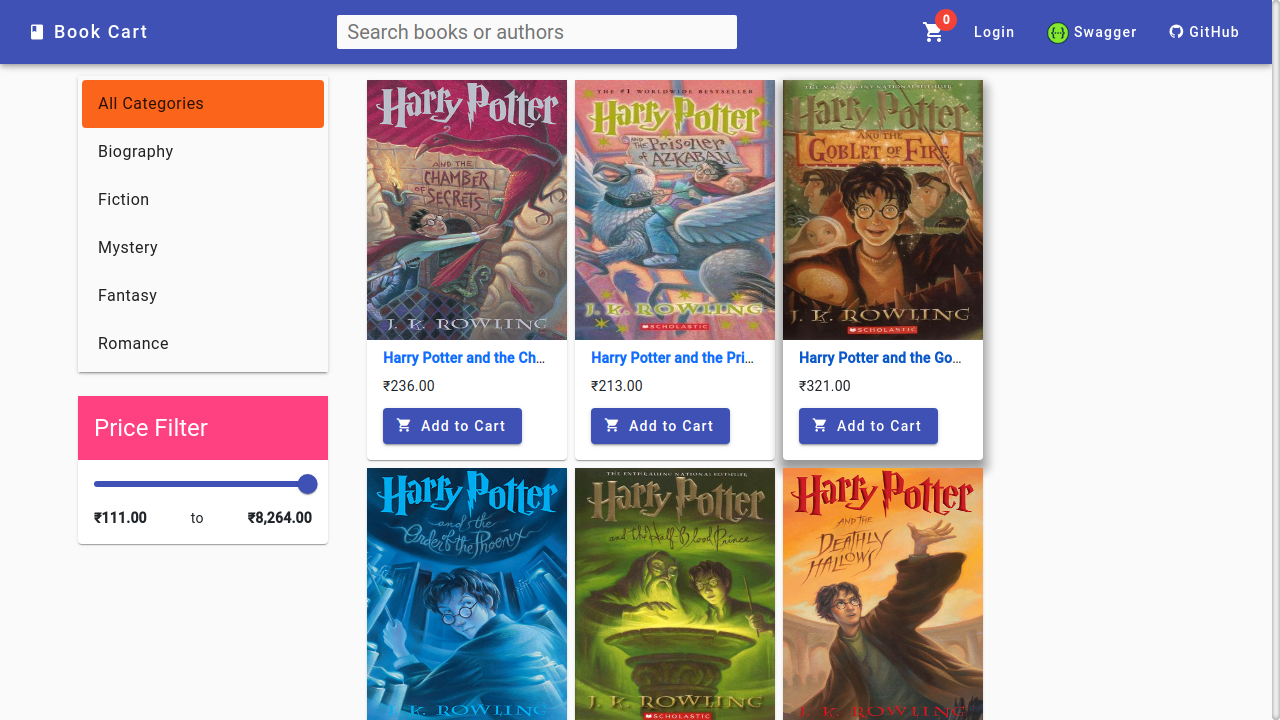 Book Cart
Search books or authors
0
Login
Swagger
GitHub
All Categories
Biography
Fiction
Mystery
Fantasy
Romance
Price Filter
₹111.00 to ₹8,264.00
Harry Potter
AND THE
CHAMBER
OF
SECRETS
J. K. ROWLING
Harry Potter and the Ch...
₹236.00
Add to Cart
THE #1 WORLDWIDE BESTSELLER
Harry Potter
AND THE Prisoner
of AZKABAN
J. K. ROWLING
SCHOLASTIC
Harry Potter and the Pri...
₹213.00
Add to Cart
THE MAGNIFICENT NATIONAL BESTSELLER
Harry Potter
AND THE
GOBLET OF FIRE
J. K. ROWLING
SCHOLASTIC
Harry Potter and the Go...
₹321.00
Add to Cart
Harry Potter
and the
Order of the Phoenix
J. K. ROWLING
Harry Potter
and the Half-Blood Prince
J. K. ROWLING
SCHOLASTIC
Harry Potter
AND THE
DEATHLY
HALLOWS
J. K. ROWLING